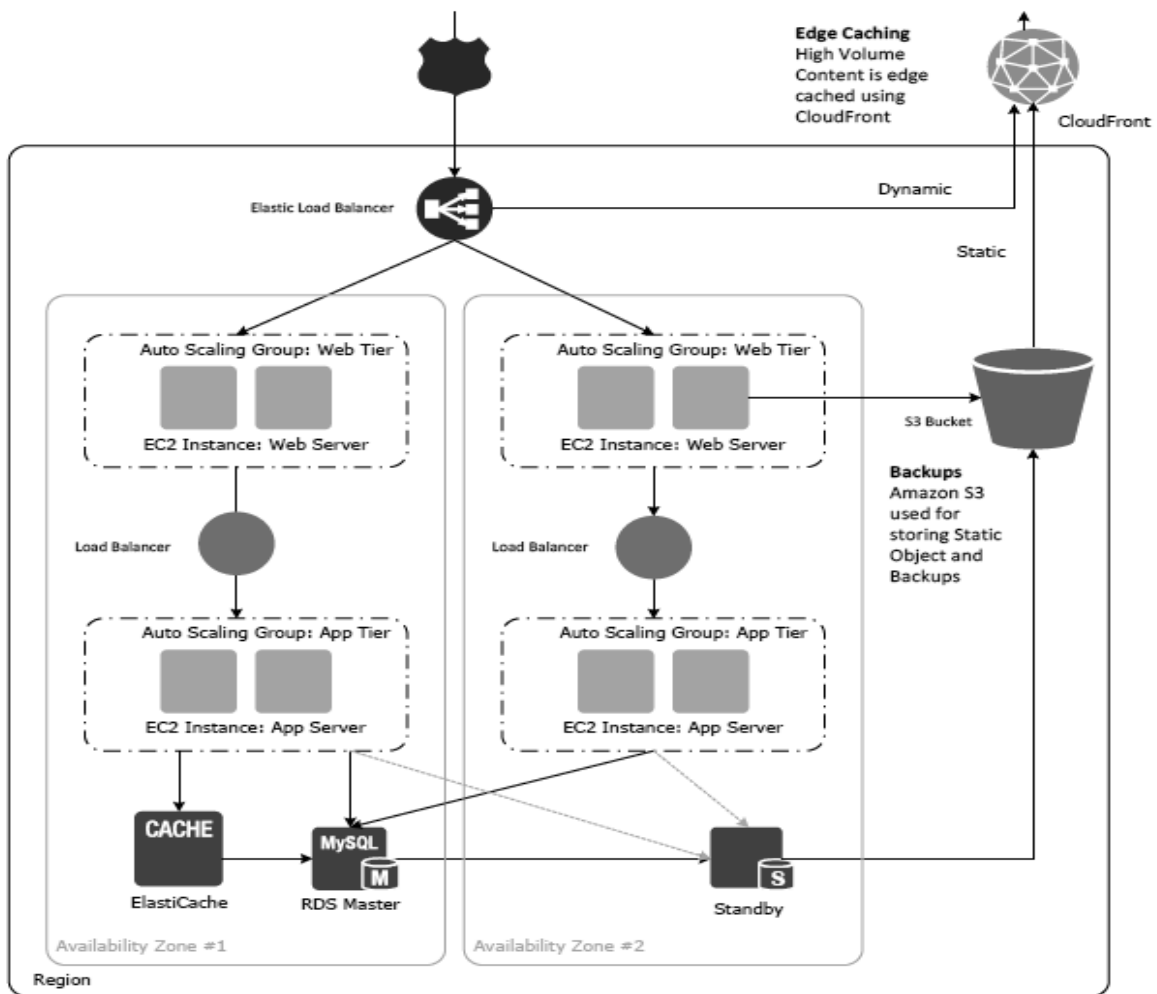 Edge Caching
High Volume
Content is edge
cached using
CloudFront
CloudFront
Elastic Load Balancer
Dynamic
Static
Auto Scaling Group: Web Tier
EC2 Instance: Web Server
Auto Scaling Group: Web Tier
EC2 Instance: Web Server
S3 Bucket
Backups
Amazon S3
used for
storing Static
Object and
Backups
Load Balancer
Load Balancer
Auto Scaling Group: App Tier
EC2 Instance: App Server
Auto Scaling Group: App Tier
EC2 Instance: App Server
CACHE
ElastiCache
MySQL
M
RDS Master
S
Standby
Availability Zone #1
Availability Zone #2
Region